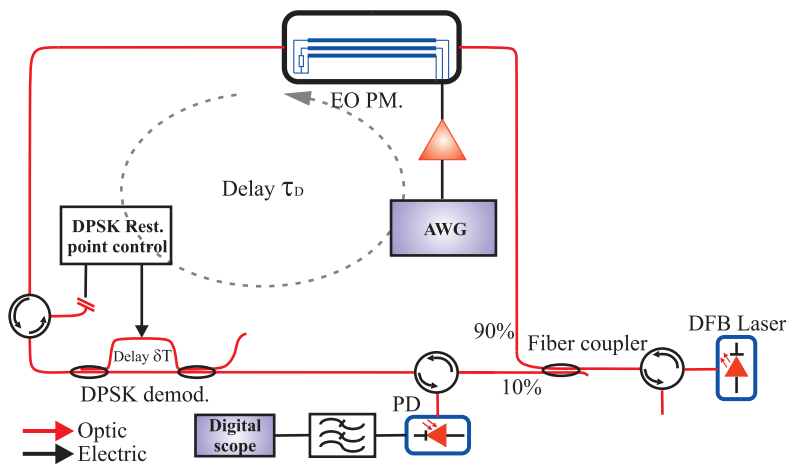 EO PM.
Delay τD
DPSK Rest.
point control
AWG
90%
Fiber coupler
DFB Laser
Delay δT
10%
DPSK demod.
PD
Digital
scope
Optic
Electric